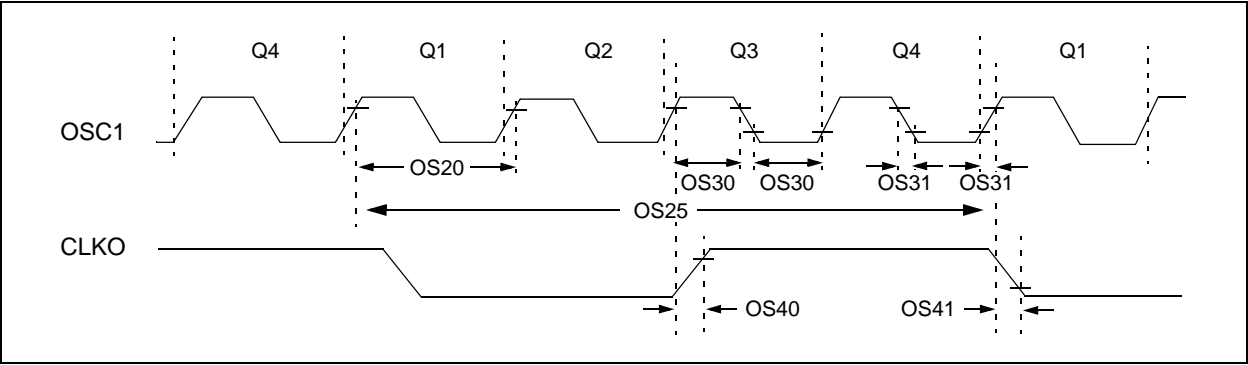 Q4 Q1 Q2 Q3 Q4 Q1
OSC1
OS20
OS30 OS30 OS31 OS31
OS25
CLKO
OS40 OS41